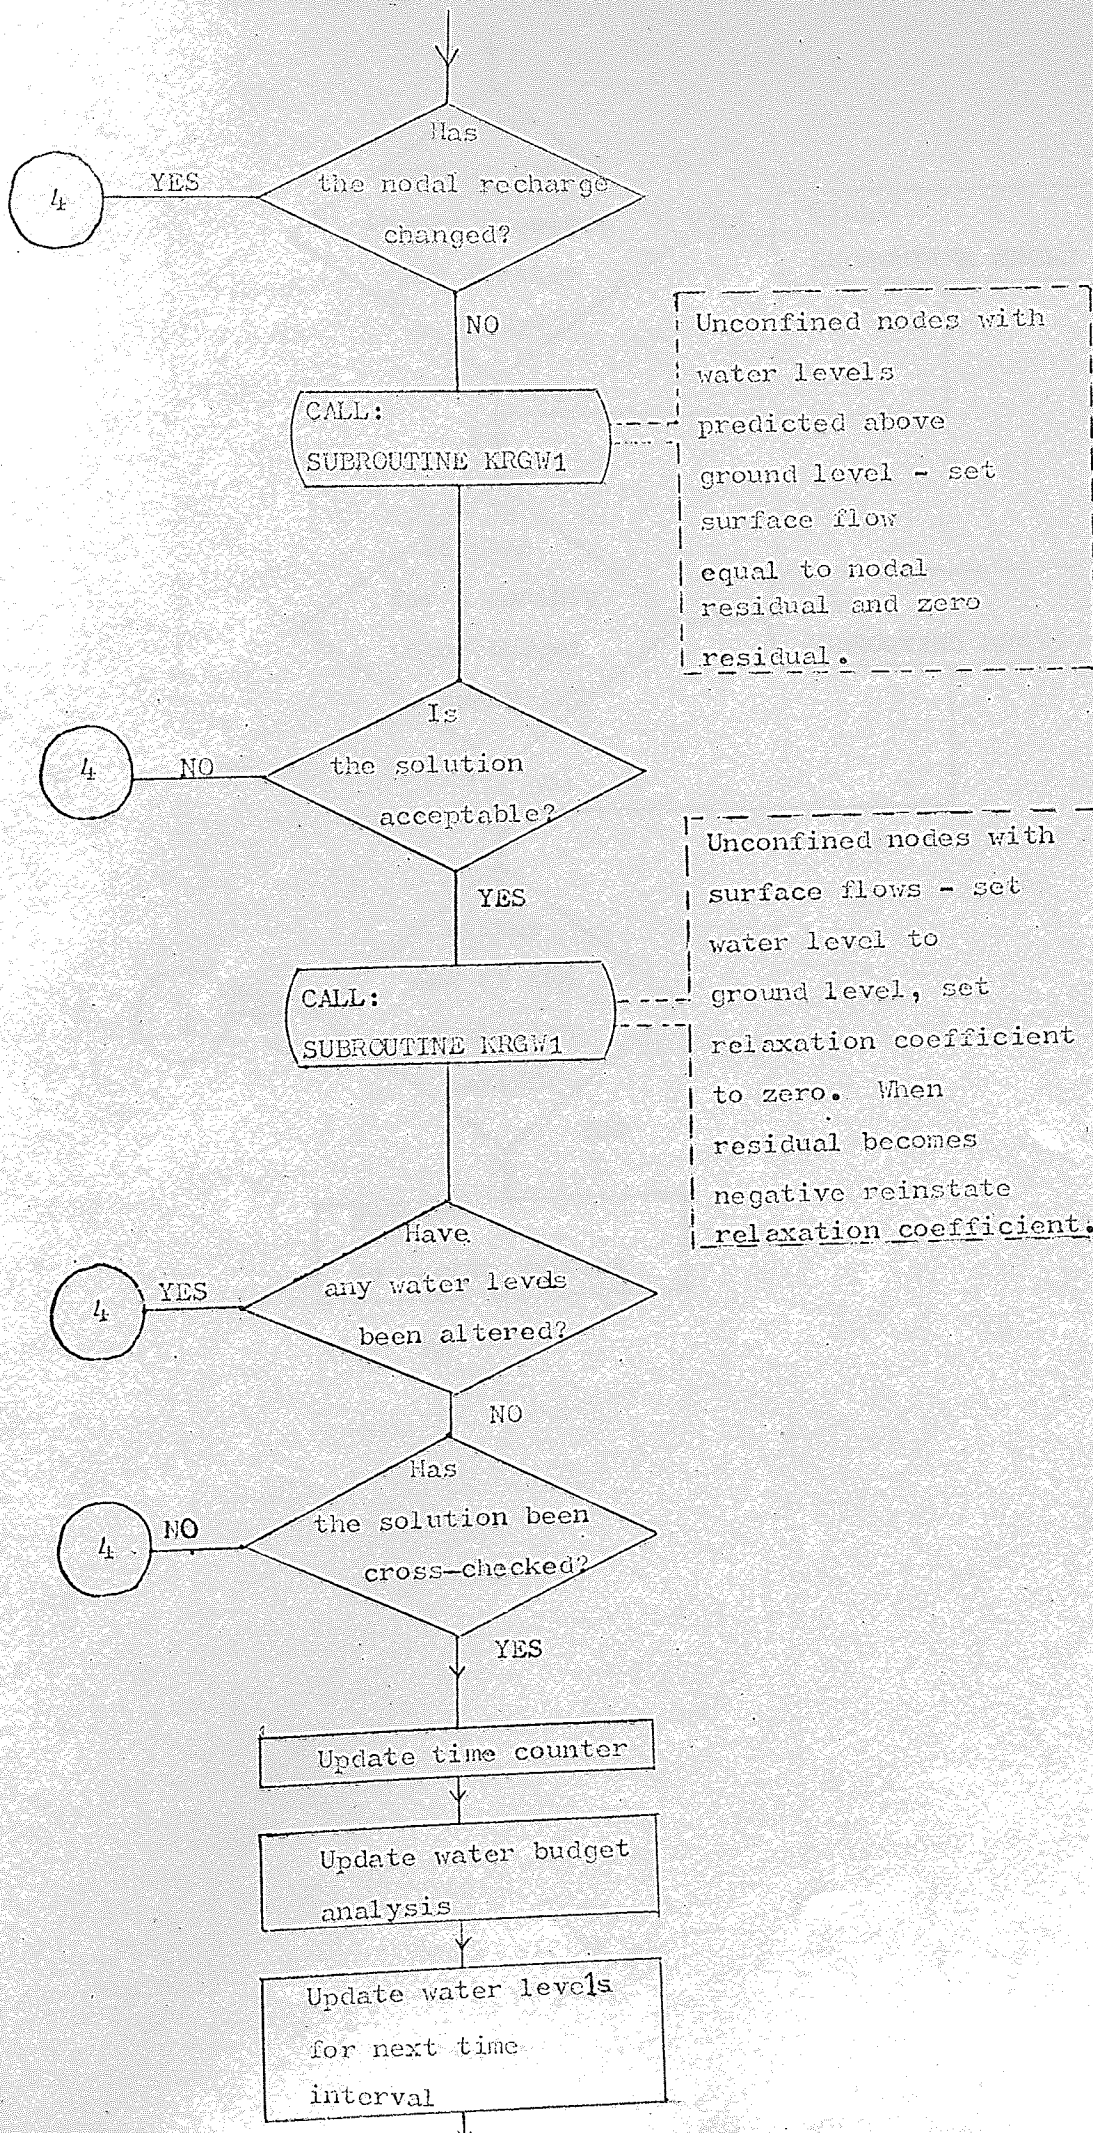 Has
the nodal recharge
changed?
YES
4
NO
CALL:
SUBROUTINE KRGW1
Unconfined nodes with
water levels
predicted above
ground level - set
surface flow
equal to nodal
residual and zero
residual.
Is
the solution
acceptable?
NO
4
YES
CALL:
SUBROUTINE KRGW1
Unconfined nodes with
surface flows - set
water level to
ground level, set
relaxation coefficient
to zero. When
residual becomes
negative reinstate
relaxation coefficient.
Have
any water levels
been altered?
YES
4
NO
Has
the solution been
cross-checked?
NO
4
YES
Update time counter
Update water budget
analysis
Update water levels
for next time
interval